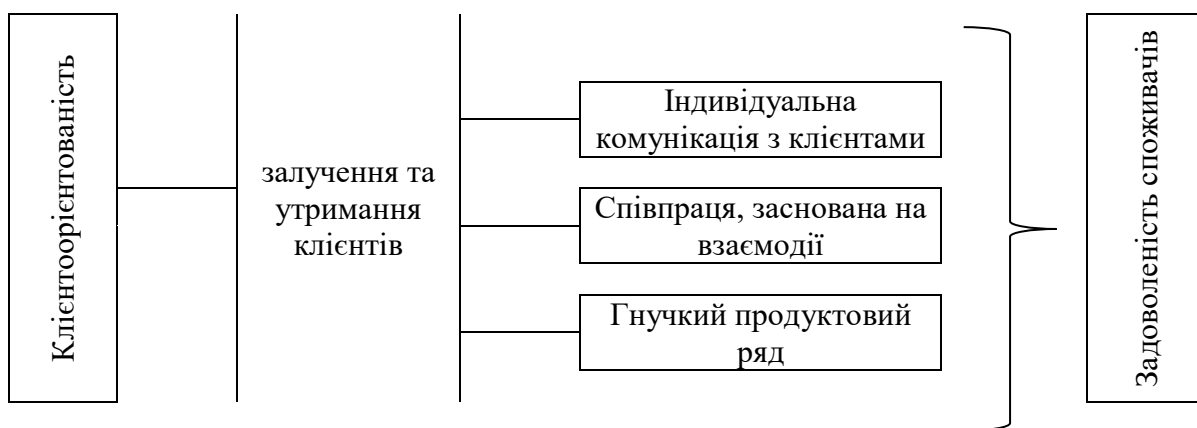 Клієнтоорієнтованість
залучення та
утримання
клієнтів
Індивідуальна
комунікація з клієнтами
Співпраця, заснована на
взаємодії
Гнучкий продуктовий
ряд
Задоволеність споживачів